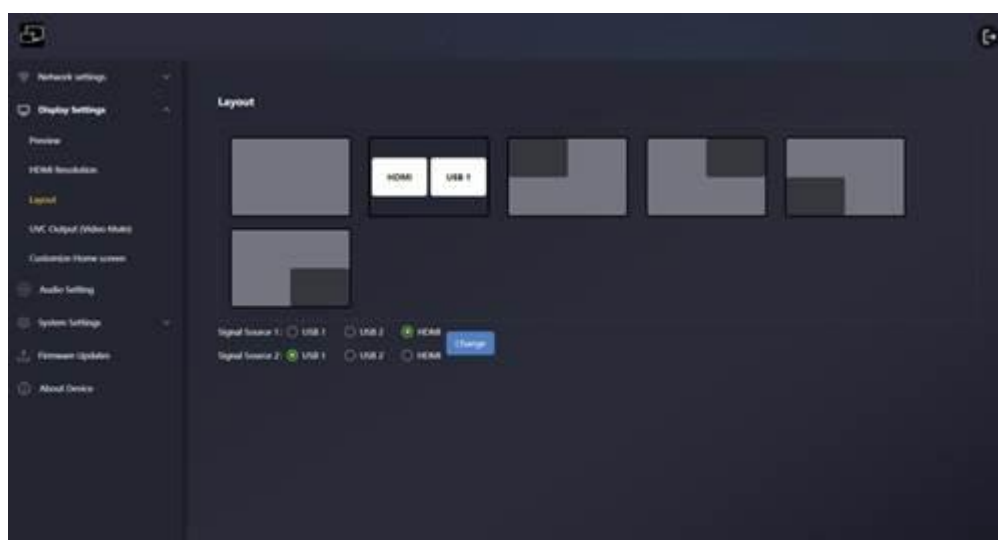 Network settings
Display Settings
Preview
HDMI Resolution
Layout
UVC Output (Video Mute)
Customize Home screen
Audio Setting
System Settings
Firmware Updates
About Device
Layout
HDMI USB 1
Signal Source 1: USB 1 USB 2 HDMI
Change
Signal Source 2: USB 1 USB 2 HDMI